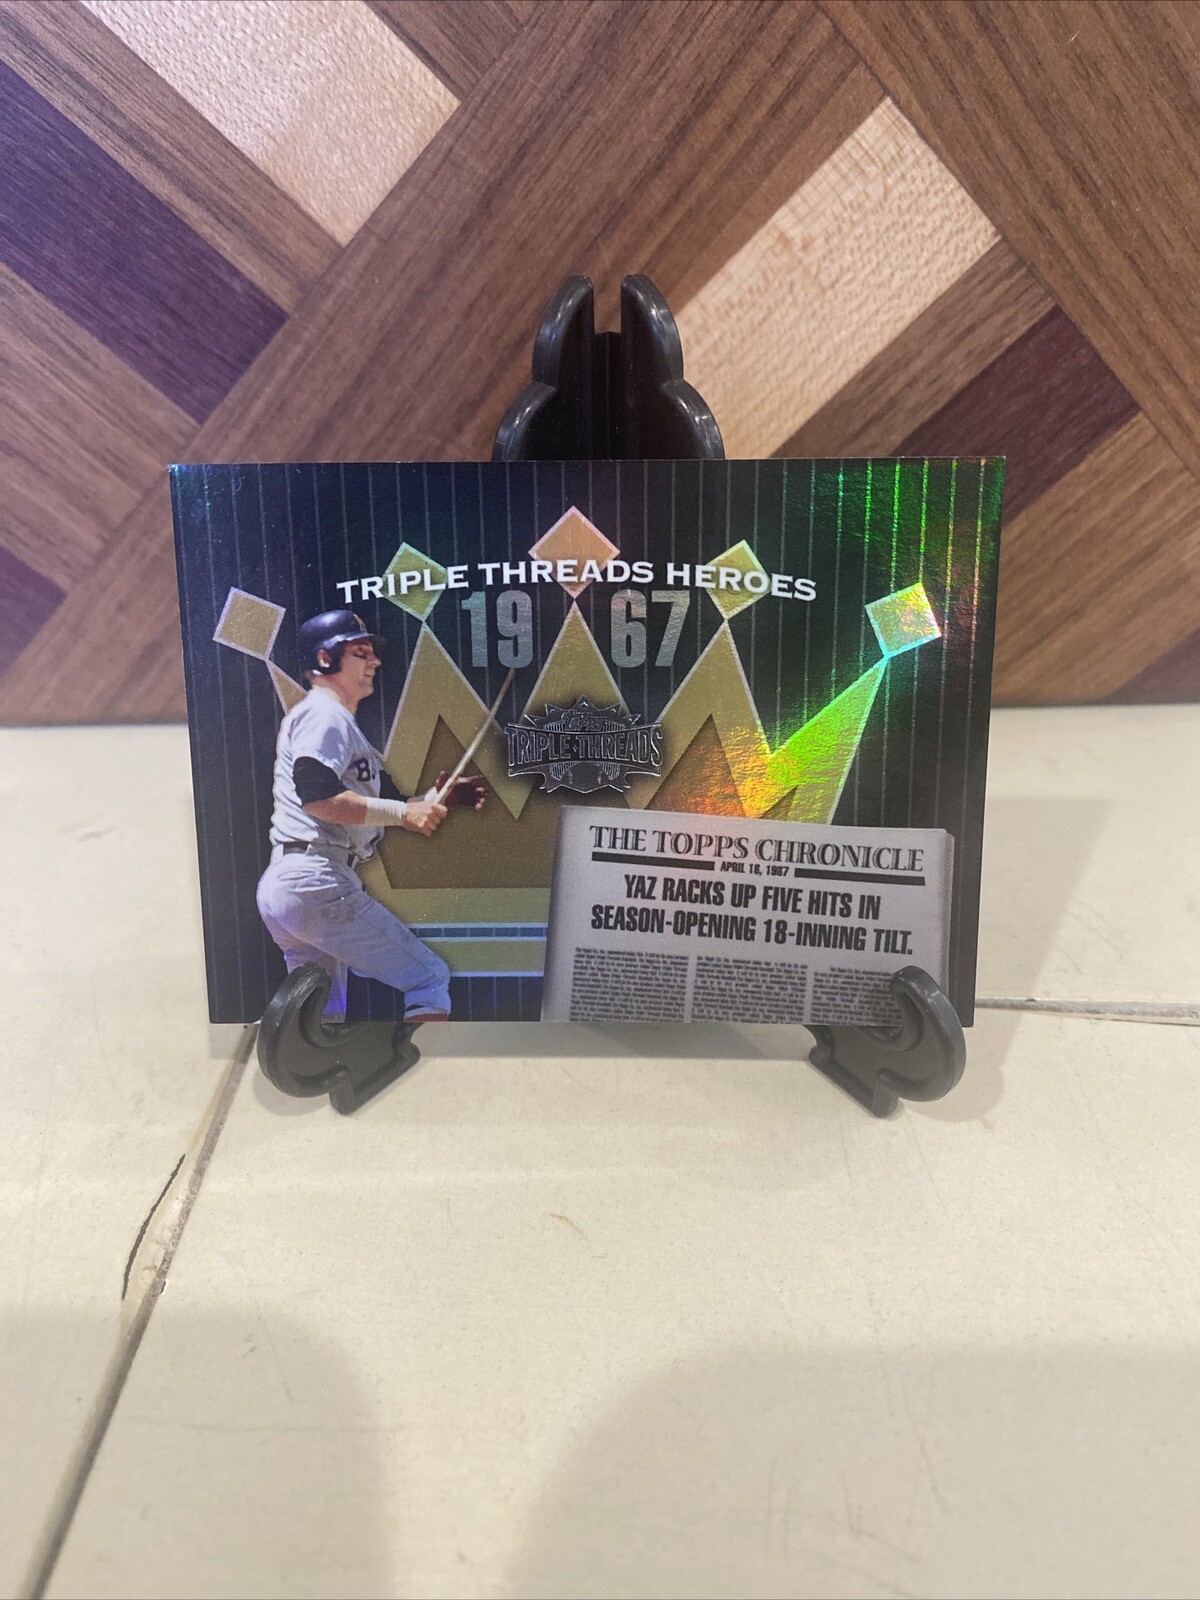 TRIPLE THREADS HEROES
19 67
Topps
TRIPLE THREADS
B
THE TOPPS CHRONICLE
APRIL 16, 1967
YAZ RACKS UP FIVE HITS IN
SEASON-OPENING 18-INNING TILT.